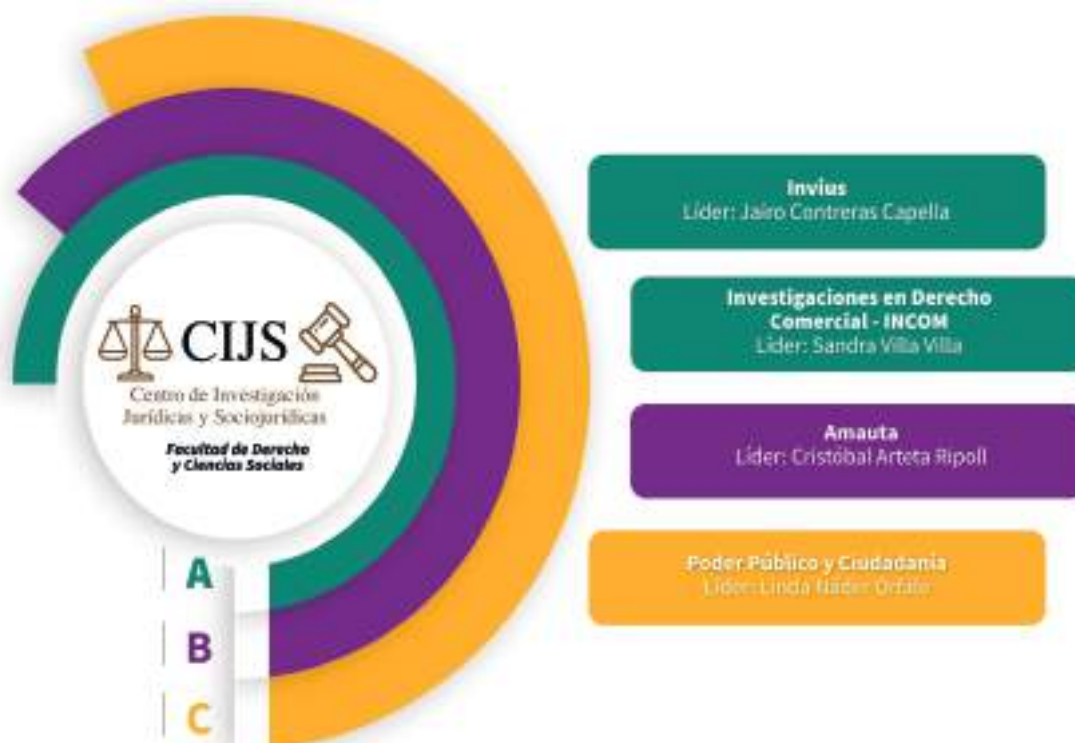 CIJS
Centro de Investigación
Jurídicas y Sociojurídicas
Facultad de Derecho
y Ciencias Sociales
A
B
C
Invius
Líder: Jairo Contreras Capella
Investigaciones en Derecho
Comercial - INCOM
Líder: Sandra Villa Villa
Amauta
Líder: Cristóbal Arteta Ripoll
Poder Público y Ciudadanía
Líder: Linda Nader Orfale